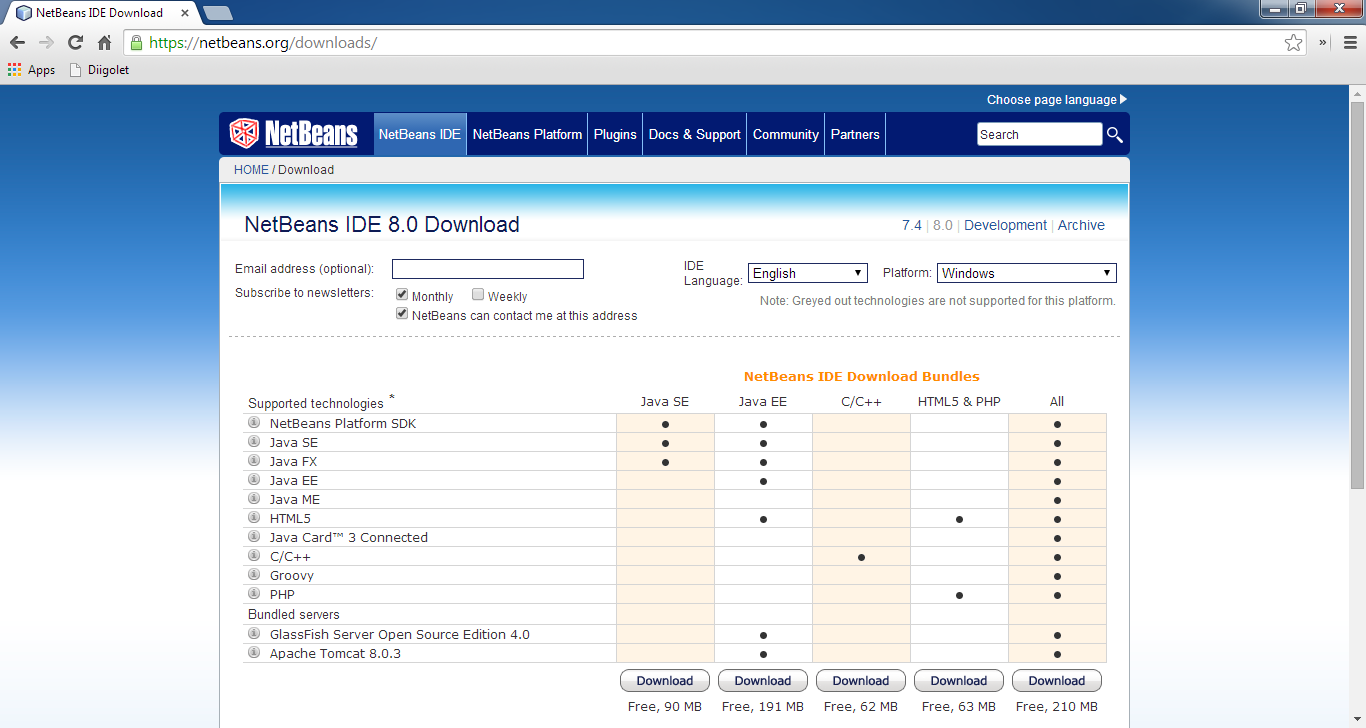 NetBeans IDE Download
https://netbeans.org/downloads/
Apps Diigolet
Choose page language
NetBeans NetBeans IDE NetBeans Platform Plugins Docs & Support Community Partners Search
HOME / Download
NetBeans IDE 8.0 Download 7.4 | 8.0 | Development | Archive
Email address (optional): IDE Language: English Platform: Windows
Subscribe to newsletters: Monthly Weekly
Note: Greyed out technologies are not supported for this platform.
NetBeans can contact me at this address
NetBeans IDE Download Bundles
Supported technologies * Java SE Java EE C/C++ HTML5 & PHP All
NetBeans Platform SDK
Java SE
Java FX
Java EE
Java ME
HTML5
Java Card™ 3 Connected
C/C++
Groovy
PHP
Bundled servers
GlassFish Server Open Source Edition 4.0
Apache Tomcat 8.0.3
Download Download Download Download Download
Free, 90 MB Free, 191 MB Free, 62 MB Free, 63 MB Free, 210 MB